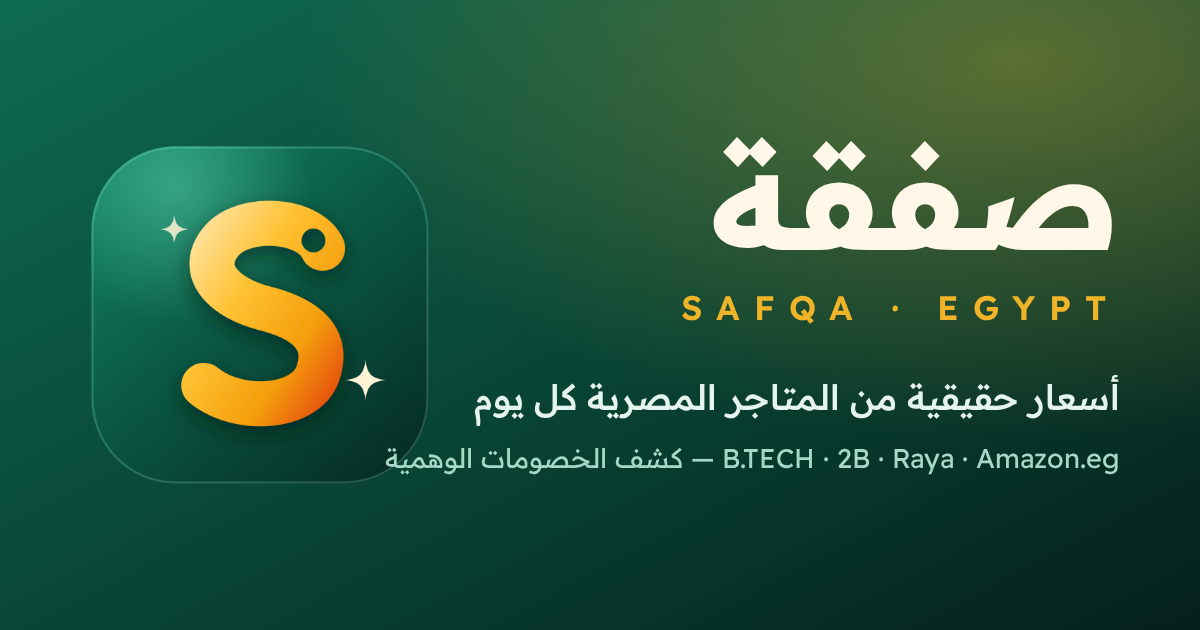 S
صفقة
SAFQA · EGYPT
أسعار حقيقية من المتاجر المصرية كل يوم
B.TECH · 2B · Raya · Amazon.eg — كشف الخصومات الوهمية